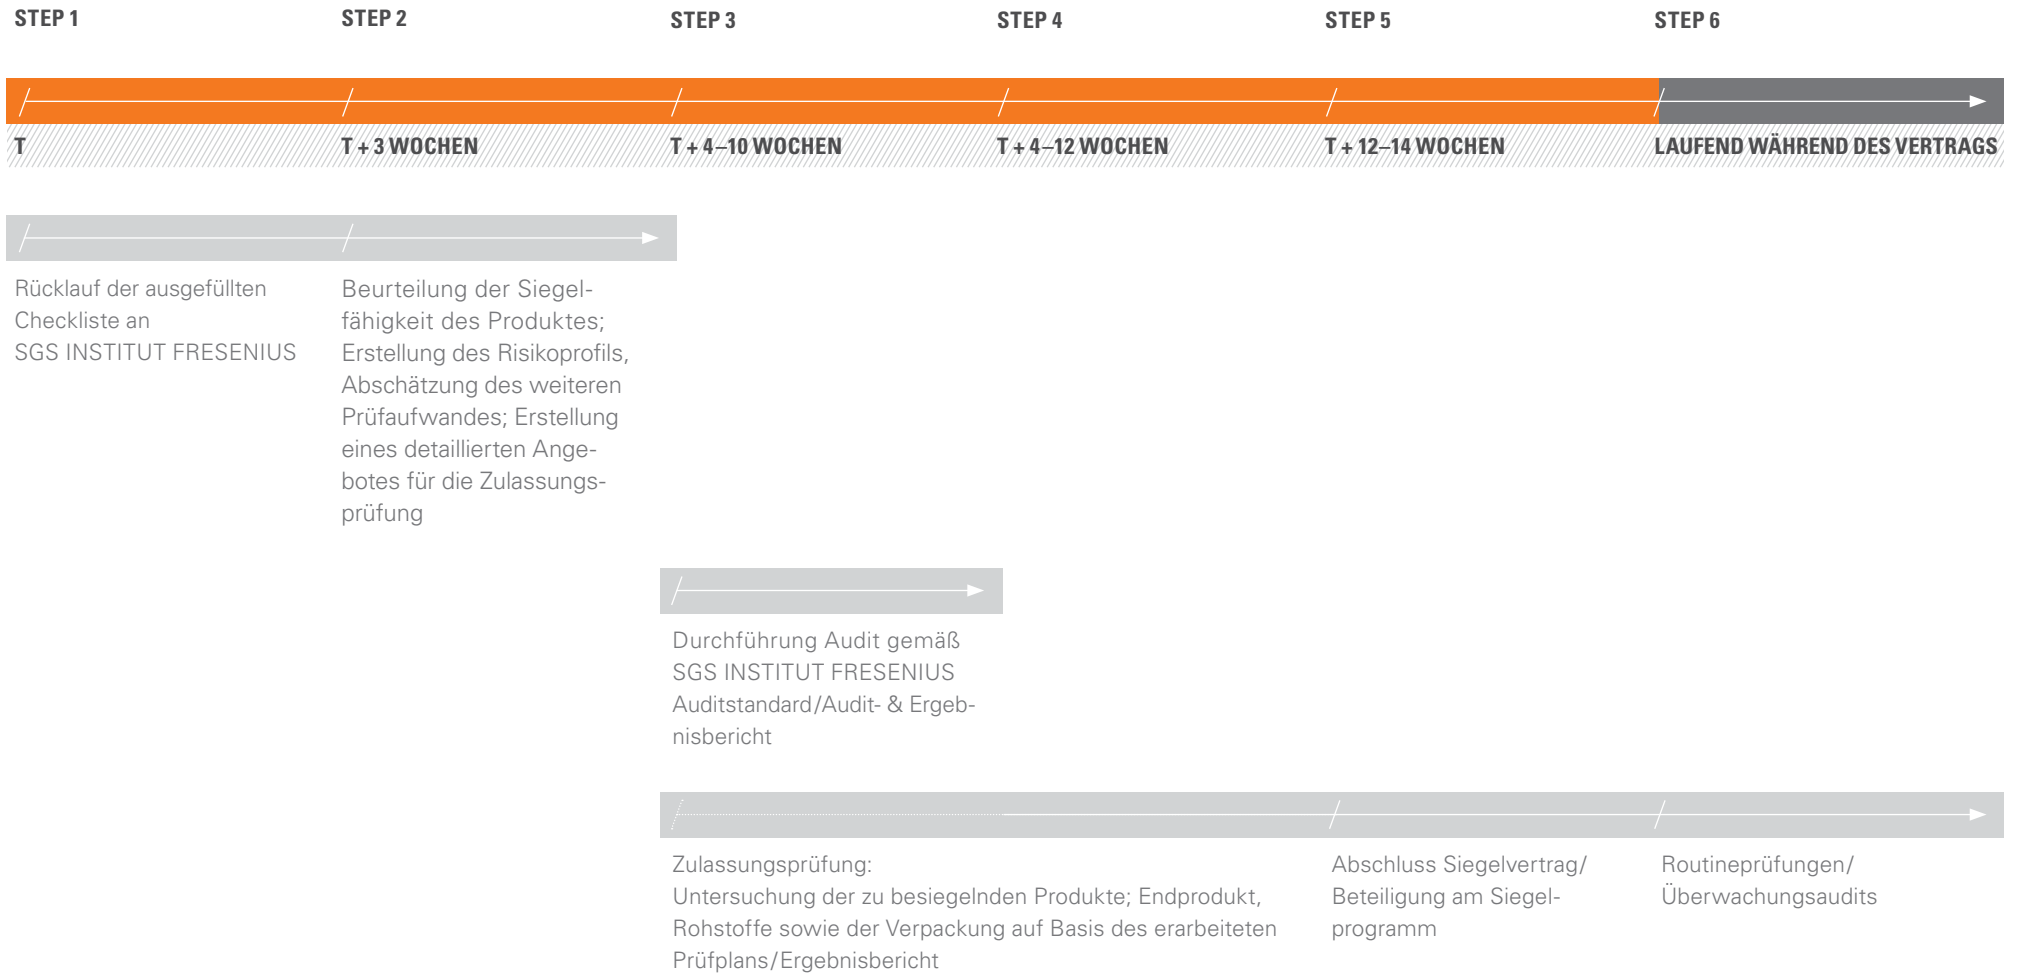 STEP 1
STEP 2
STEP 3
STEP 4
STEP 5
STEP 6
T
T + 3 WOCHEN
T + 4–10 WOCHEN
T + 4–12 WOCHEN
T + 12–14 WOCHEN
LAUFEND WÄHREND DES VERTRAGS
Rücklauf der ausgefüllten
Checkliste an
SGS INSTITUT FRESENIUS
Beurteilung der Siegel-
fähigkeit des Produktes;
Erstellung des Risikoprofils,
Abschätzung des weiteren
Prüfaufwandes; Erstellung
eines detaillierten Ange-
botes für die Zulassungs-
prüfung
Durchführung Audit gemäß
SGS INSTITUT FRESENIUS
Auditstandard/Audit- & Ergeb-
nisbericht
Zulassungsprüfung:
Untersuchung der zu besiegelnden Produkte; Endprodukt,
Rohstoffe sowie der Verpackung auf Basis des erarbeiteten
Prüfplans/Ergebnisbericht
Abschluss Siegelvertrag/
Beteiligung am Siegel-
programm
Routineprüfungen/
Überwachungsaudits